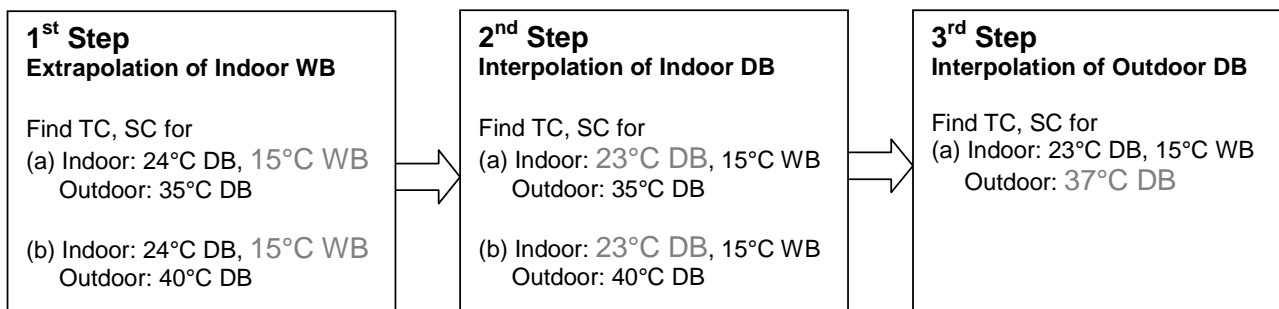 1st Step
Extrapolation of Indoor WB
Find TC, SC for
(a) Indoor: 24°C DB, 15°C WB
Outdoor: 35°C DB
(b) Indoor: 24°C DB, 15°C WB
Outdoor: 40°C DB
2nd Step
Interpolation of Indoor DB
Find TC, SC for
(a) Indoor: 23°C DB, 15°C WB
Outdoor: 35°C DB
(b) Indoor: 23°C DB, 15°C WB
Outdoor: 40°C DB
3rd Step
Interpolation of Outdoor DB
Find TC, SC for
(a) Indoor: 23°C DB, 15°C WB
Outdoor: 37°C DB